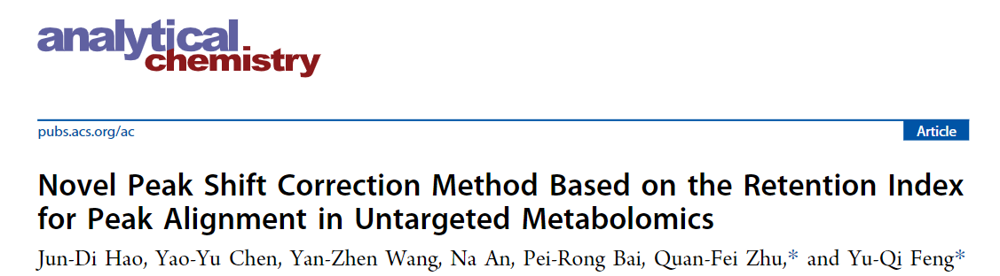 analytical
chemistry
pubs.acs.org/ac
Article
Novel Peak Shift Correction Method Based on the Retention Index
for Peak Alignment in Untargeted Metabolomics
Jun-Di Hao, Yao-Yu Chen, Yan-Zhen Wang, Na An, Pei-Rong Bai, Quan-Fei Zhu,* and Yu-Qi Feng*